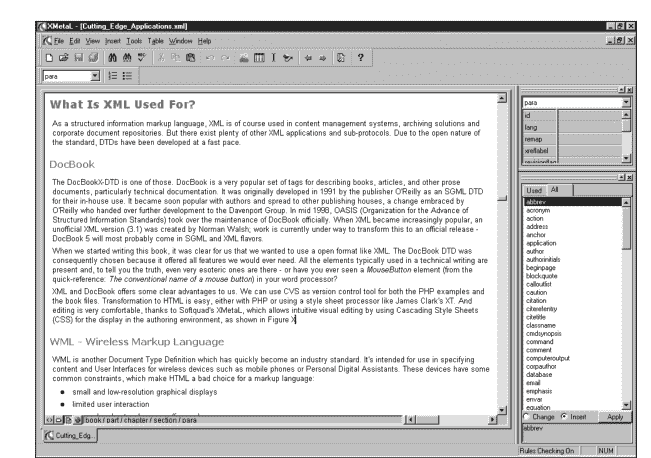 XMetaL - [Cutting_Edge_Applications.xml]
File Edit View Insert Tools Table Window Help
para
What Is XML Used For?
As a structured information markup language, XML is of course used in content management systems, archiving solutions and
corporate document repositories. But there exist plenty of other XML applications and sub-protocols. Due to the open nature of
the standard, DTDs have been developed at a fast pace.
DocBook
The DocBookX-DTD is one of those. DocBook is a very popular set of tags for describing books, articles, and other prose
documents, particularly technical documentation. It was originally developed in 1991 by the publisher O'Reilly as an SGML DTD
for their in-house use. It became soon popular with authors and spread to other publishing houses, a change embraced by
O'Reilly who handed over further development to the Davenport Group. In mid 1998, OASIS (Organization for the Advance of
Structured Information Standards) took over the maintenance of DocBook officially. When XML became increasingly popular, an
unofficial XML version (3.1) was created by Norman Walsh; work is currently under way to transform this to an official release -
DocBook 5 will most probably come in SGML and XML flavors.
When we started writing this book, it was clear for us that we wanted to use a open format like XML. The DocBook DTD was
consequently chosen because it offered all features we would ever need. All the elements typically used in a technical writing are
present and, to tell you the truth, even very esoteric ones are there - or have you ever seen a MouseButton element (from the
quick-reference: The conventional name of a mouse button) in your word processor?
XML and DocBook offers some clear advantages to us. We can use CVS as version control tool for both the PHP examples and
the book files. Transformation to HTML is easy, either with PHP or using a style sheet processor like James Clark's XT. And
editing is very comfortable, thanks to Sofiquad's XMetaL, which allows intuitive visual editing by using Cascading Style Sheets
(CSS) for the display in the authoring environment, as shown in Figure X
WML - Wireless Markup Language
WML is another Document Type Definition which has quickly become an industry standard. It's intended for use in specifying
content and User Interfaces for wireless devices such as mobile phones or Personal Digital Assistants. These devices have some
common constraints, which make HTML a bad choice for a markup language:
small and low-resolution graphical displays
limited user interaction
book / part / chapter / section / para
Cutting_Edg...
para
id
lang
remap
xreflabel
revisionflag
Used All
abbrev
acronym
action
address
anchor
application
author
authorinitials
beginpage
blockquote
calloutlist
caution
citation
citerefentry
citetitle
classname
cmdsynopsis
command
comment
computeroutput
corpauthor
database
email
emphasis
envar
equation
Change Insert Apply
abbrev
Rules Checking On NUM